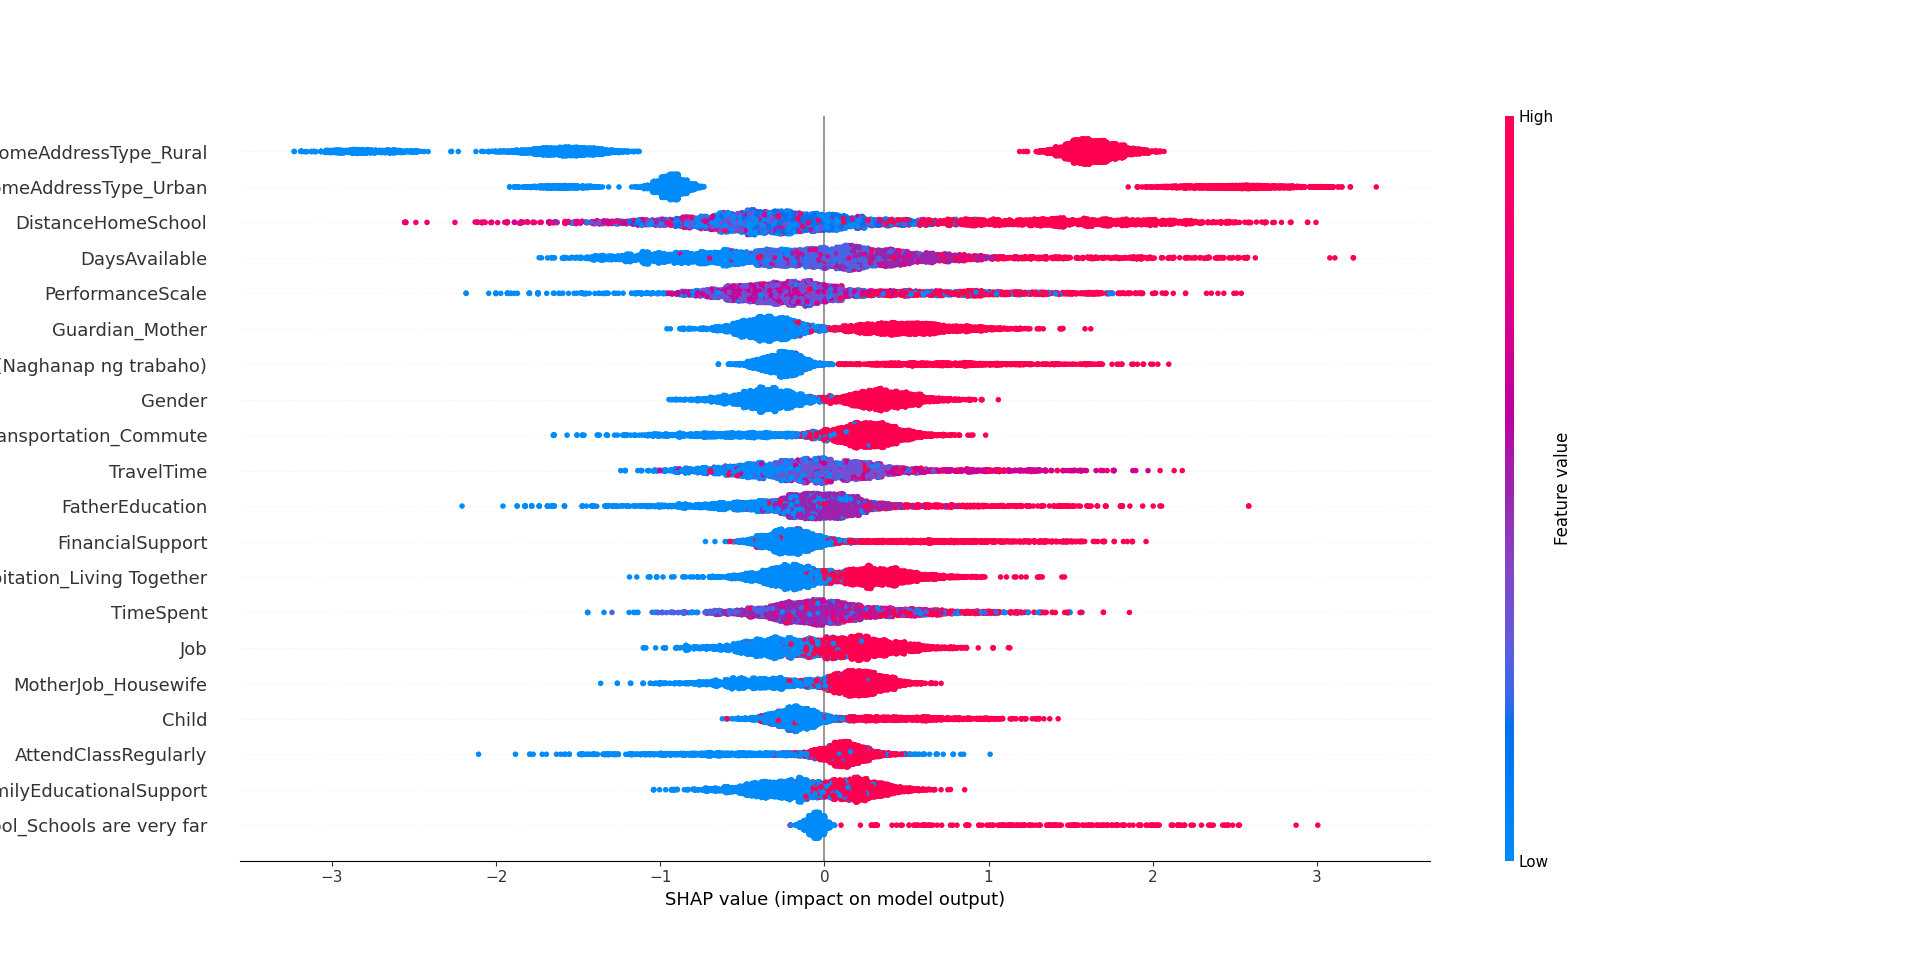 High
omeAddressType_Rural
omeAddressType_Urban
DistanceHomeSchool
DaysAvailable
PerformanceScale
Guardian_Mother
(Naghanap ng trabaho)
Gender
ansportation_Commute
TravelTime
FatherEducation
FinancialSupport
bitation_Living Together
TimeSpent
Job
MotherJob_Housewife
Child
AttendClassRegularly
milyEducationalSupport
ol_Schools are very far
Feature value
Low
−3 −2 −1 0 1 2 3
SHAP value (impact on model output)